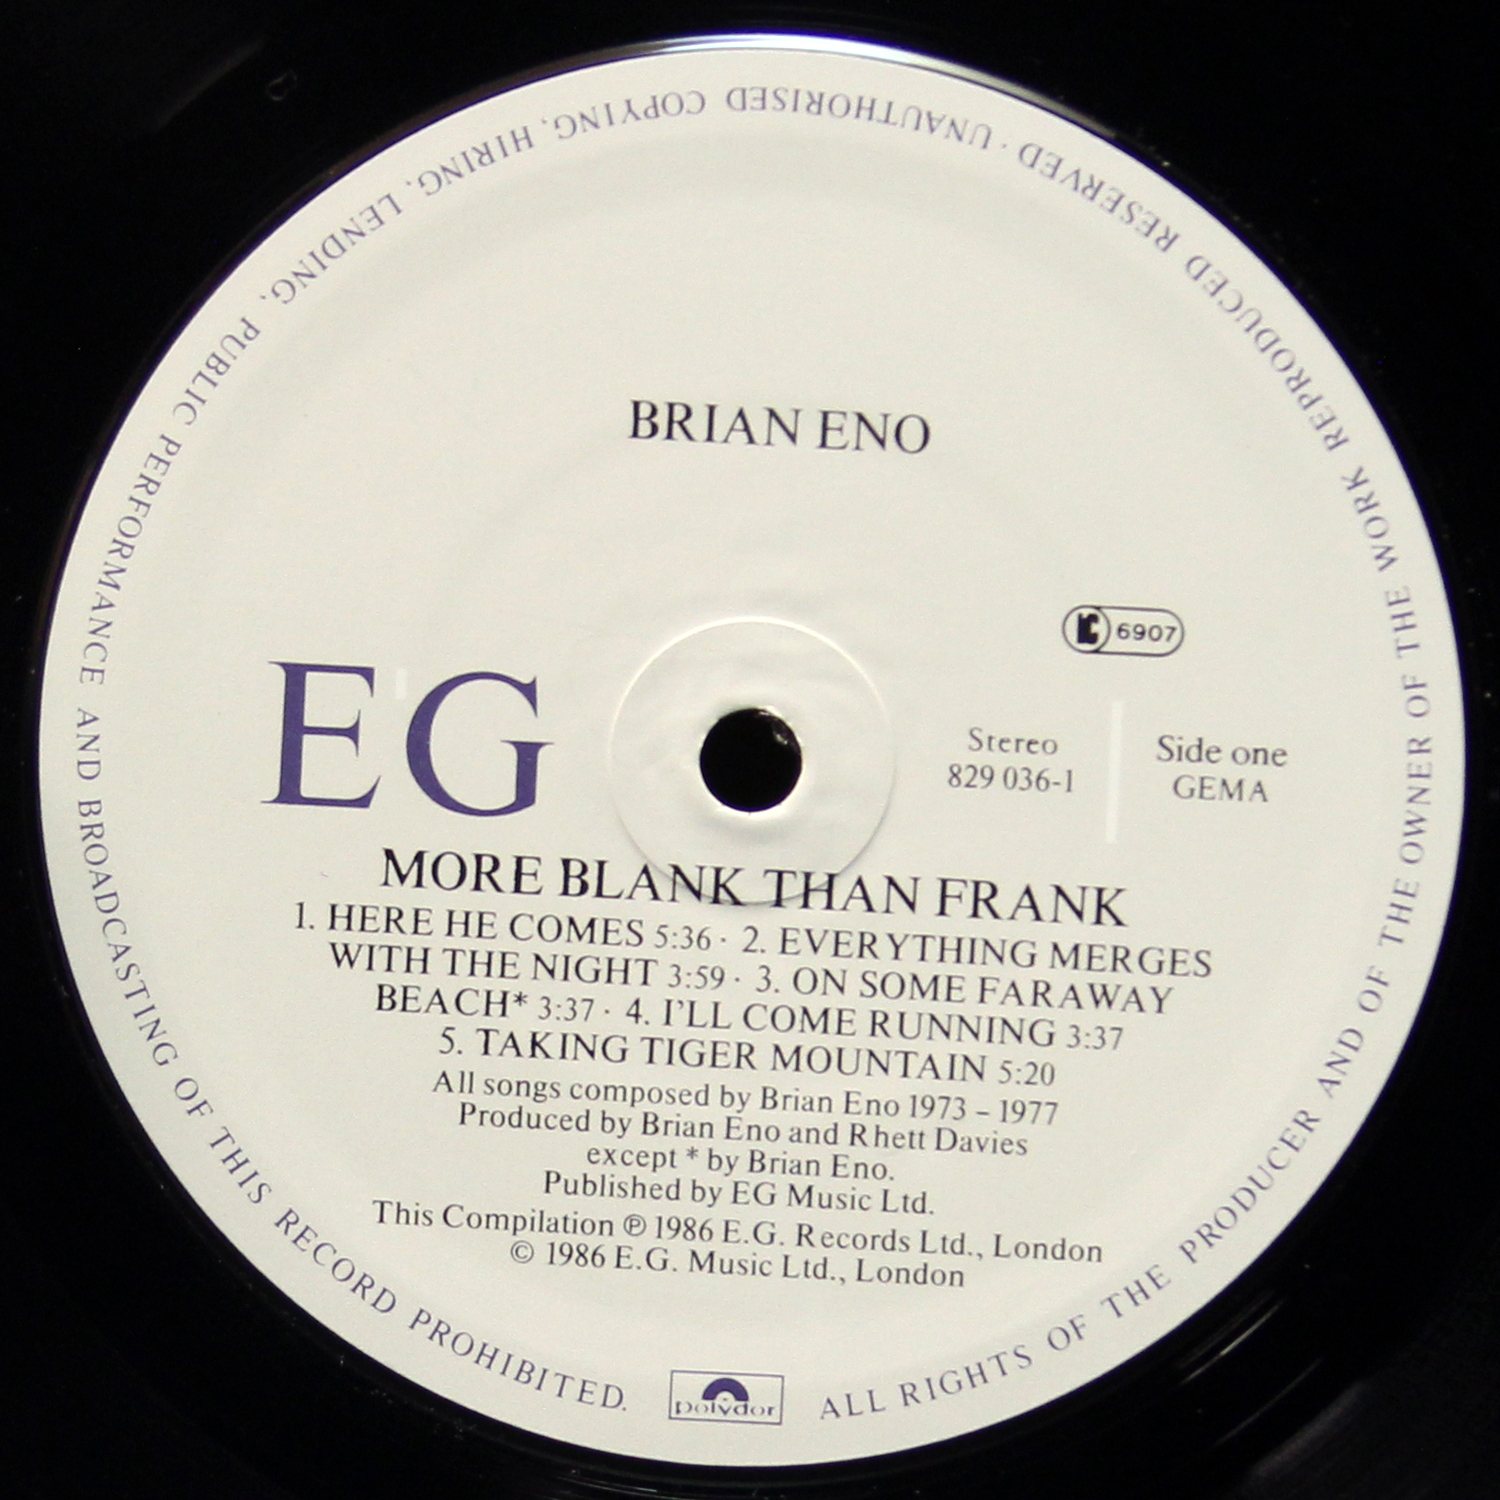 BRIAN ENO
LC 6907
EG
Stereo
829 036-1
Side one
GEMA
MORE BLANK THAN FRANK
1. HERE HE COMES 5:36 · 2. EVERYTHING MERGES
WITH THE NIGHT 3:59 · 3. ON SOME FARAWAY
BEACH* 3:37 · 4. I'LL COME RUNNING 3:37
5. TAKING TIGER MOUNTAIN 5:20
All songs composed by Brian Eno 1973 – 1977
Produced by Brian Eno and Rhett Davies
except * by Brian Eno.
Published by EG Music Ltd.
This Compilation ℗ 1986 E.G. Records Ltd., London
© 1986 E.G. Music Ltd., London
polydor
ALL RIGHTS OF THE PRODUCER AND OF THE OWNER OF THE WORK REPRODUCED RESERVED · UNAUTHORISED COPYING, HIRING, LENDING, PUBLIC PERFORMANCE AND BROADCASTING OF THIS RECORD PROHIBITED.